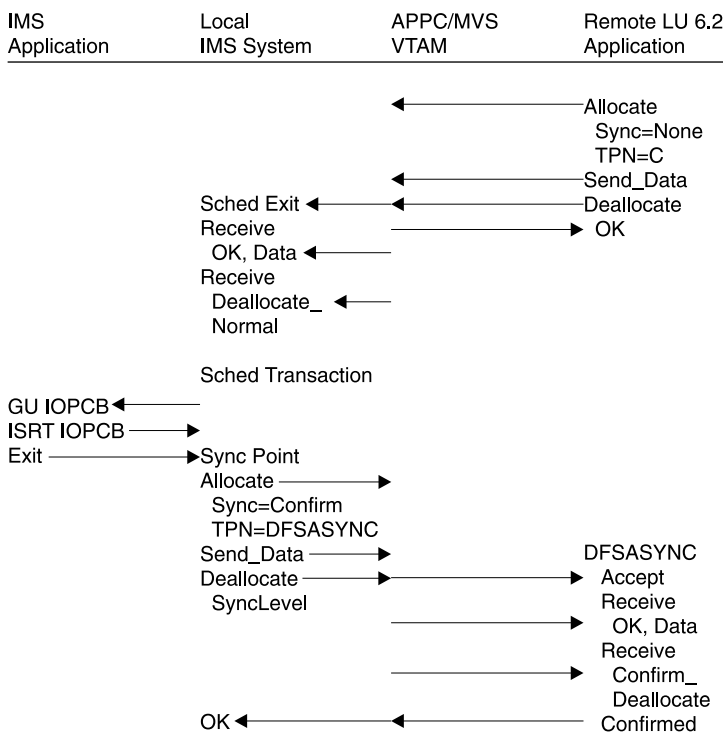 IMS Application
Local IMS System
APPC/MVS VTAM
Remote LU 6.2 Application
Allocate
Sync=None
TPN=C
Send_Data
Sched Exit
Deallocate
Receive
OK
OK, Data
Receive
Deallocate_
Normal
Sched Transaction
GU IOPCB
ISRT IOPCB
Exit
Sync Point
Allocate
Sync=Confirm
TPN=DFSASYNC
Send_Data
DFSASYNC
Deallocate
Accept
SyncLevel
Receive
OK, Data
Receive
Confirm_
Deallocate
OK
Confirmed